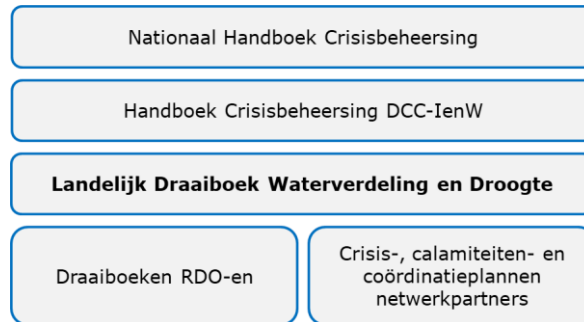 Nationaal Handboek Crisisbeheersing
Handboek Crisisbeheersing DCC-IenW
Landelijk Draaiboek Waterverdeling en Droogte
Draaiboeken RDO-en
Crisis-, calamiteiten- en
coördinatieplannen
netwerkpartners